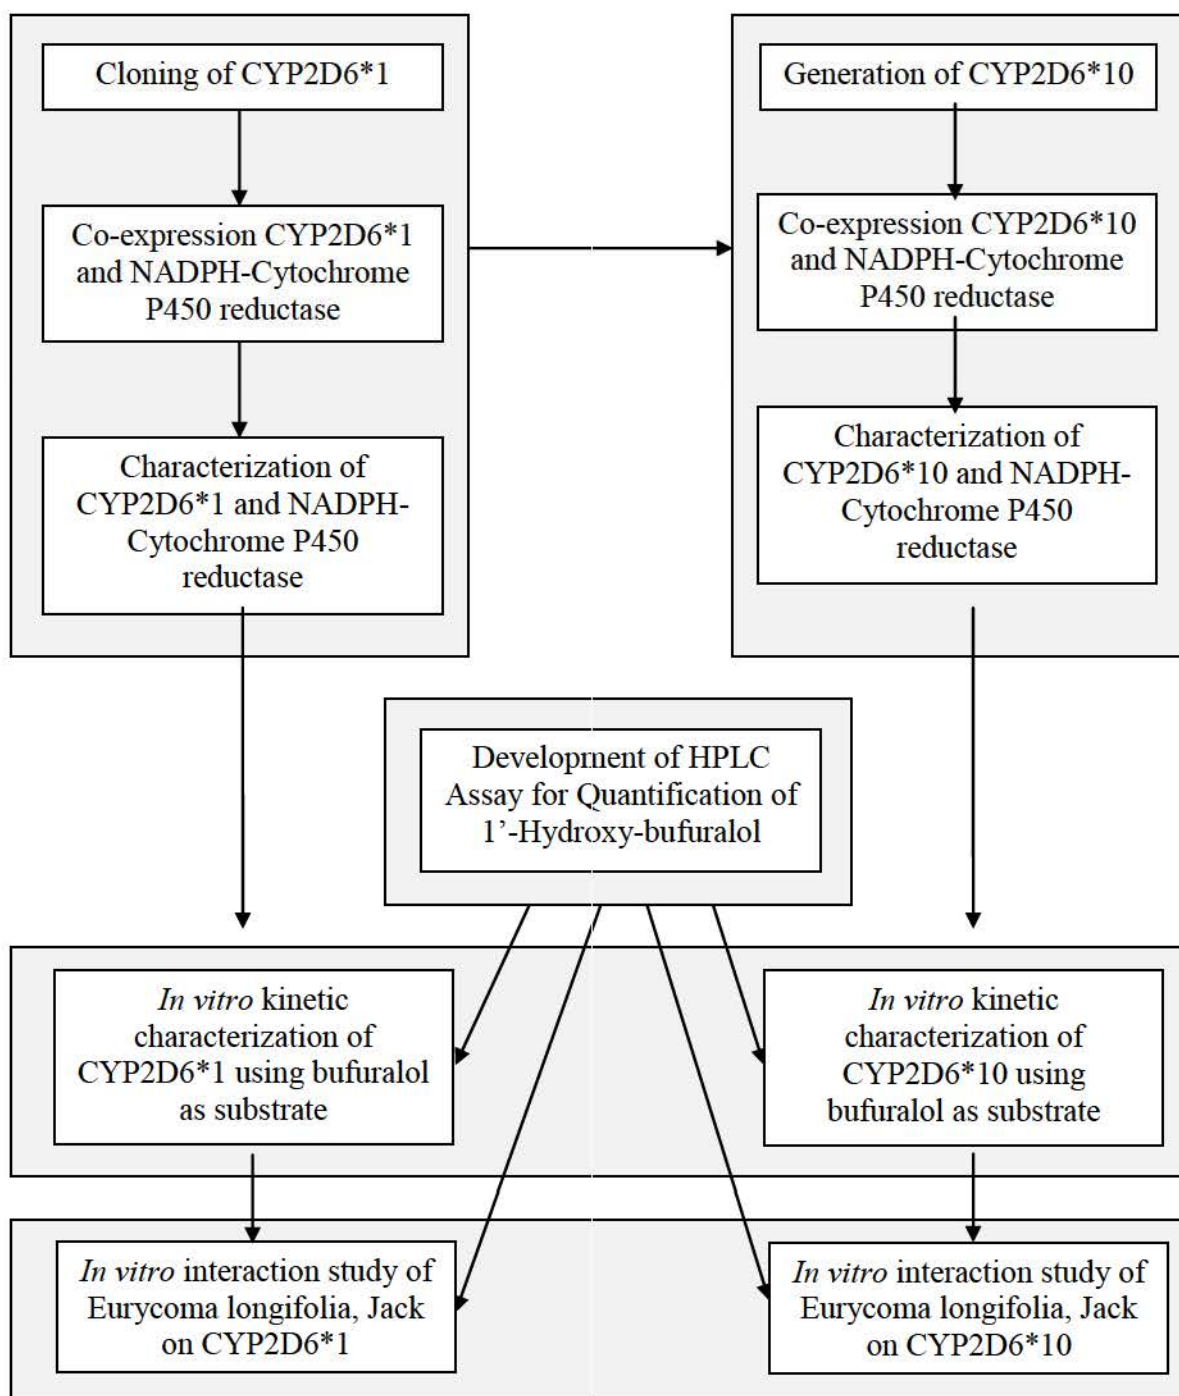 Cloning of CYP2D6*1
Co-expression CYP2D6*1
and NADPH-Cytochrome
P450 reductase
Characterization of
CYP2D6*1 and NADPH-
Cytochrome P450
reductase
Generation of CYP2D6*10
Co-expression CYP2D6*10
and NADPH-Cytochrome
P450 reductase
Characterization of
CYP2D6*10 and NADPH-
Cytochrome P450
reductase
Development of HPLC
Assay for Quantification of
1’-Hydroxy-bufuralol
In vitro kinetic
characterization of
CYP2D6*1 using bufuralol
as substrate
In vitro kinetic
characterization of
CYP2D6*10 using
bufuralol as substrate
In vitro interaction study of
Eurycoma longifolia, Jack
on CYP2D6*1
In vitro interaction study of
Eurycoma longifolia, Jack
on CYP2D6*10